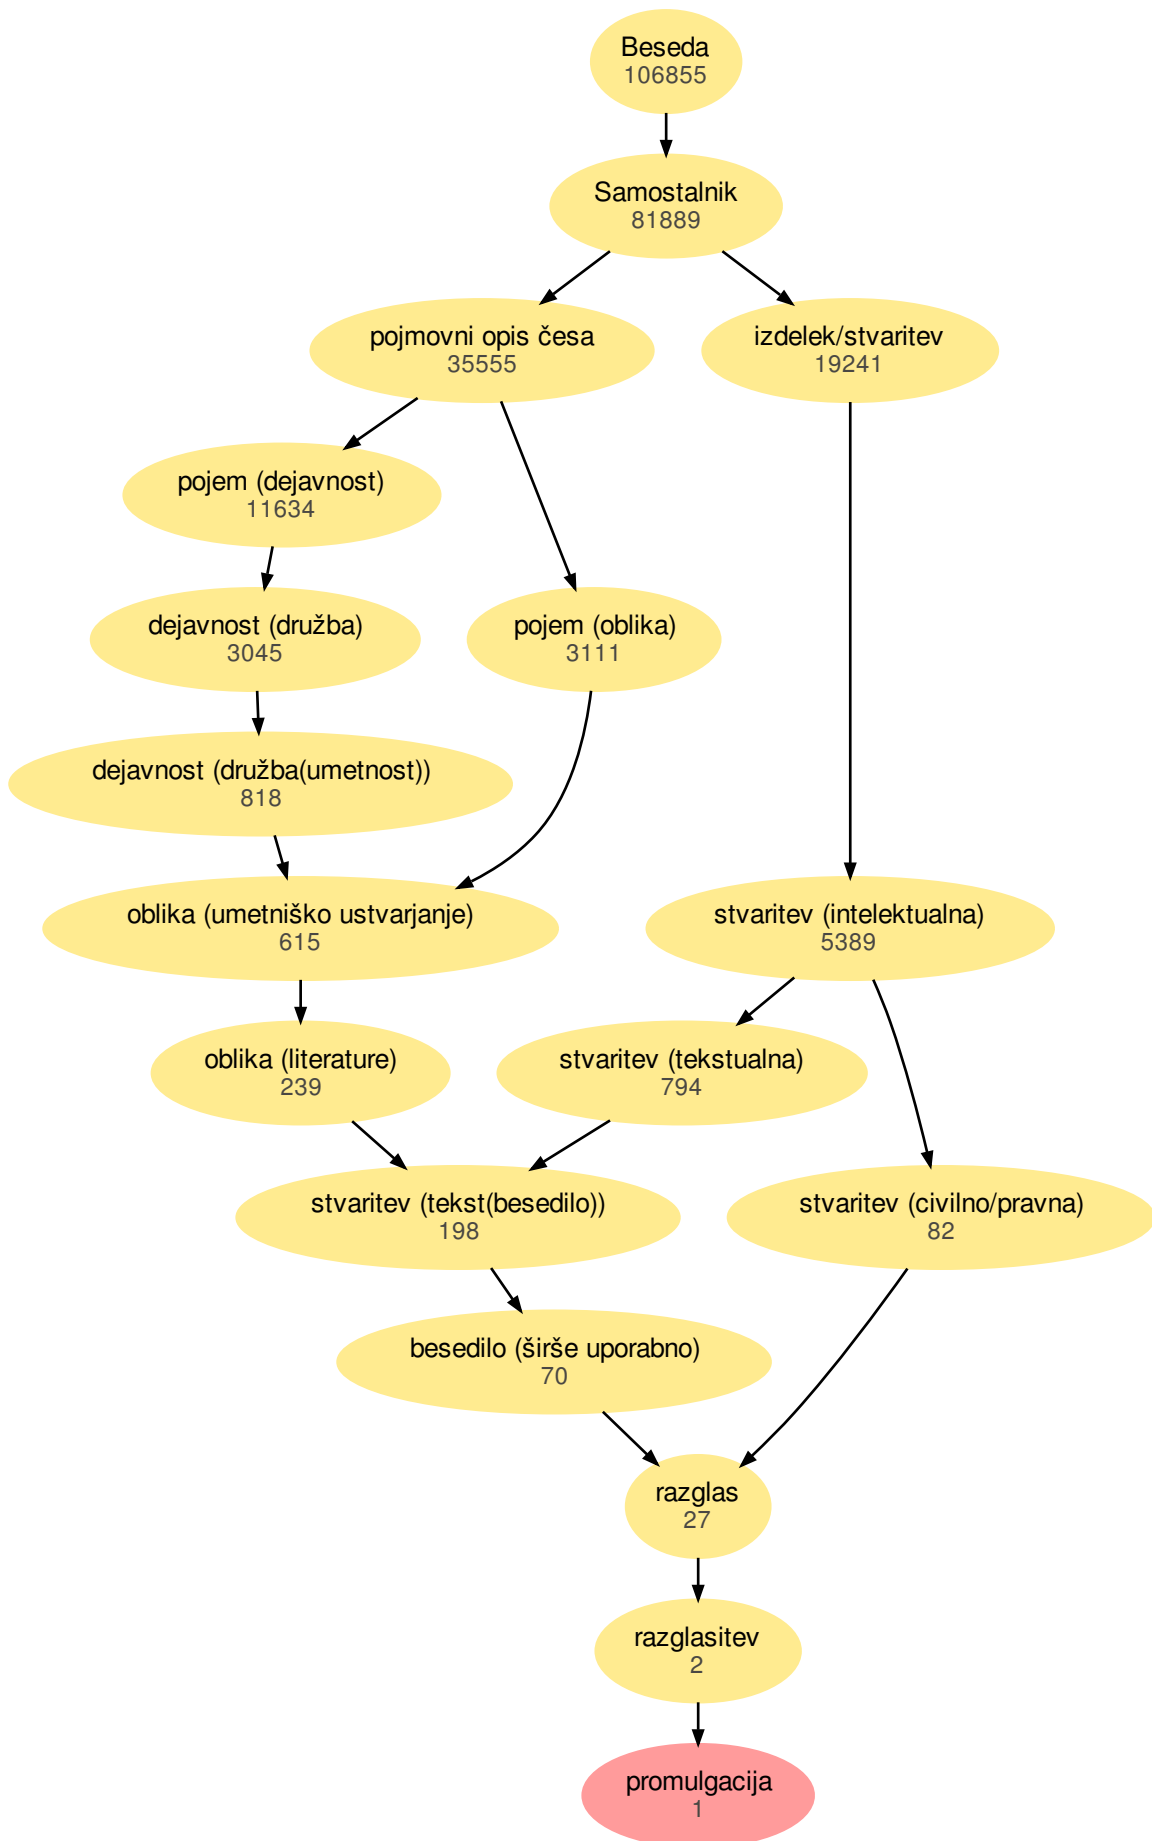 Beseda
106855
Samostalnik
81889
pojmovni opis česa
35555
izdelek/stvaritev
19241
pojem (dejavnost)
11634
dejavnost (družba)
3045
pojem (oblika)
3111
dejavnost (družba(umetnost))
818
oblika (umetniško ustvarjanje)
615
stvaritev (intelektualna)
5389
oblika (literature)
239
stvaritev (tekstualna)
794
stvaritev (tekst(besedilo))
198
stvaritev (civilno/pravna)
82
besedilo (širše uporabno)
70
razglas
27
razglasitev
2
promulgacija
1